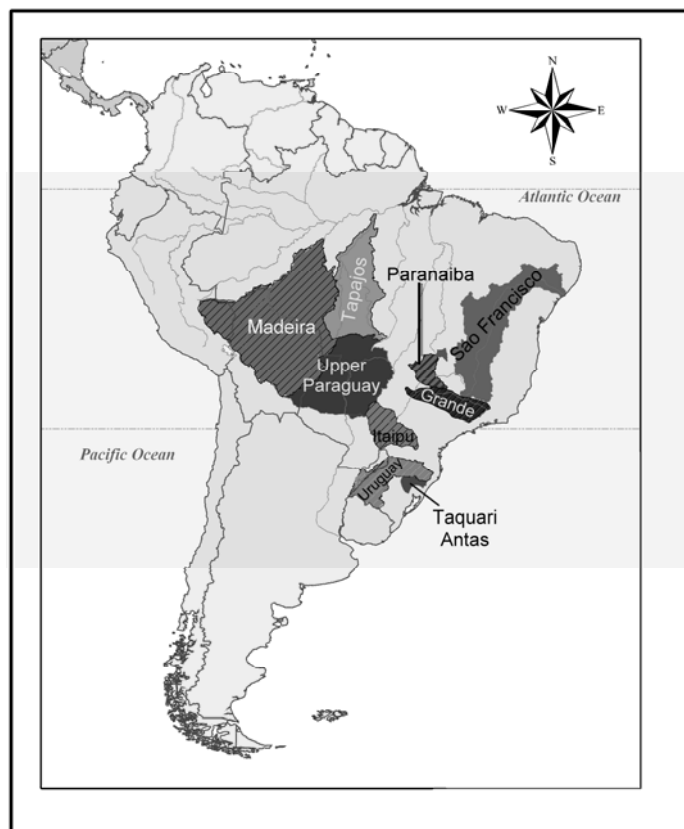 N
W E
S
Atlantic Ocean
Paranaiba
Tapajos
Sao Francisco
Madeira
Upper
Paraguay
Grande
Itaipu
Pacific Ocean
Uruguay
Taquari
Antas